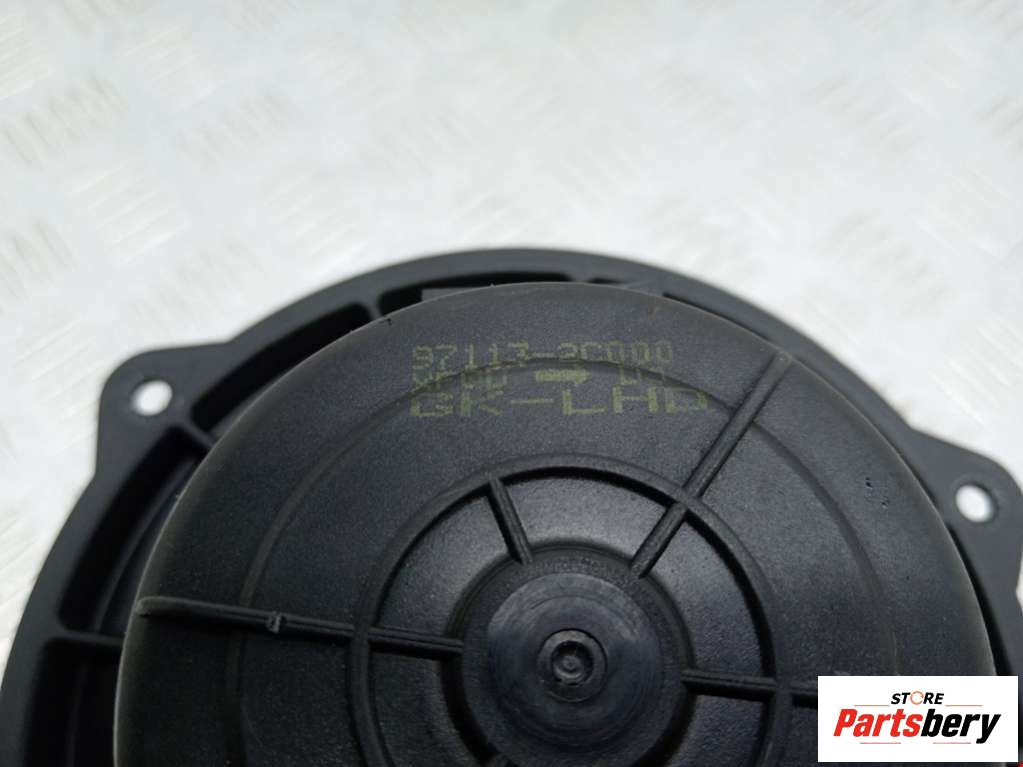 97113-2C000
GK-LHD
STORE
Partsbery